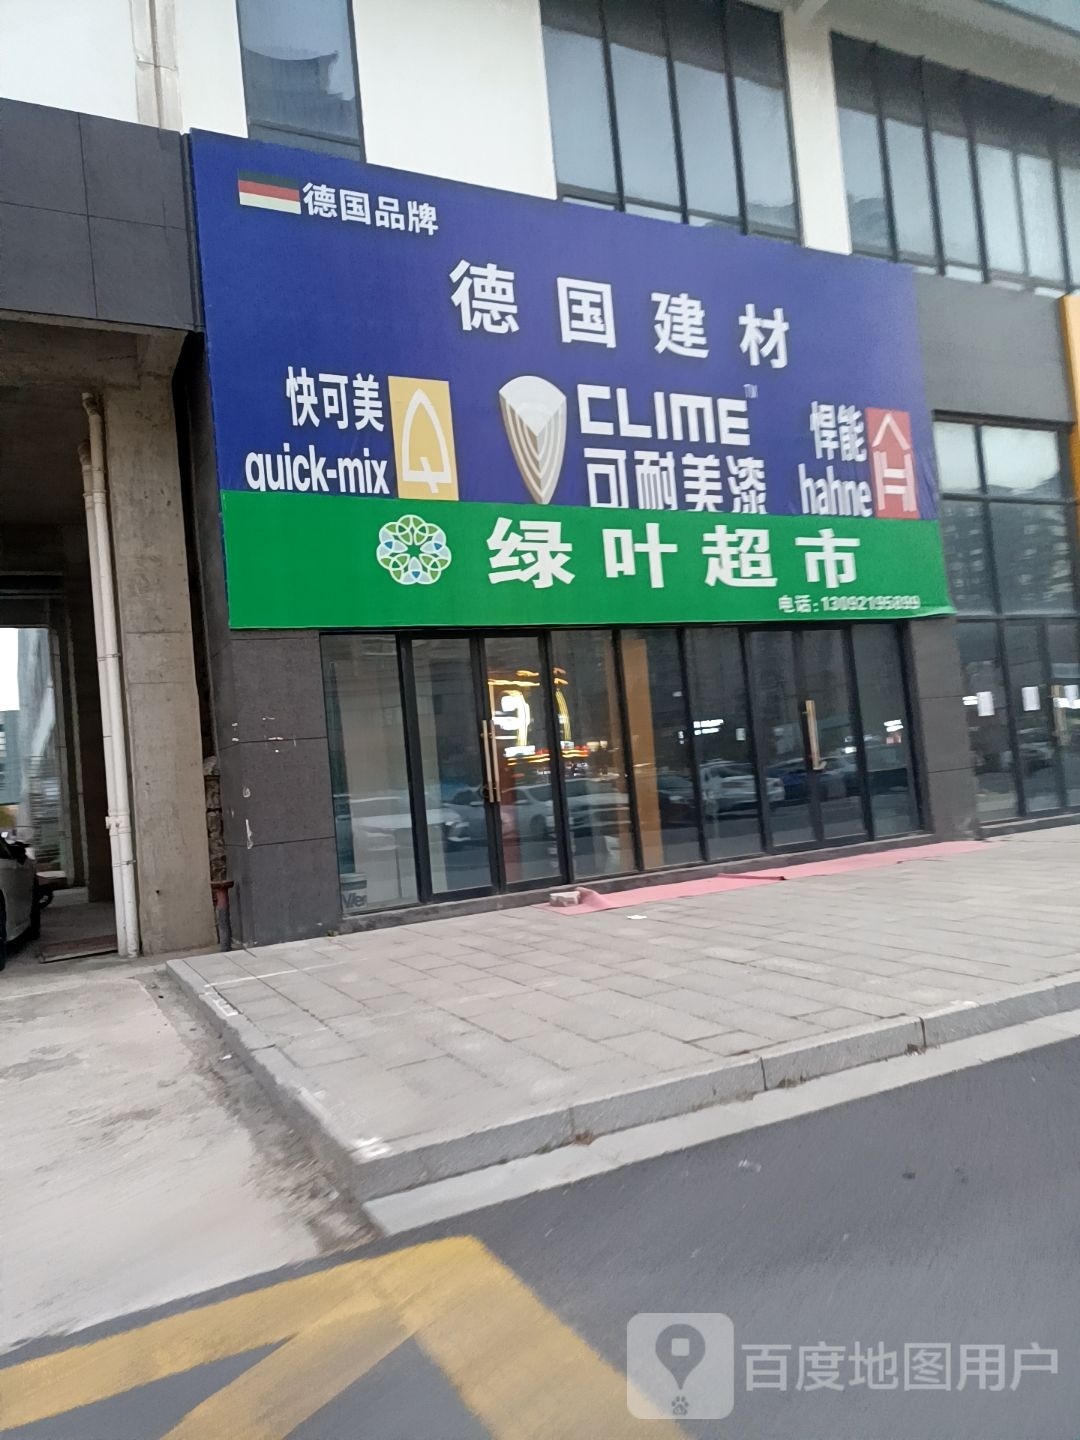 德国品牌
德国建材
快可美
quick-mix
CLIME™
可耐美漆
悍能
hahne
绿叶超市
电话:13092195899
百度地图用户